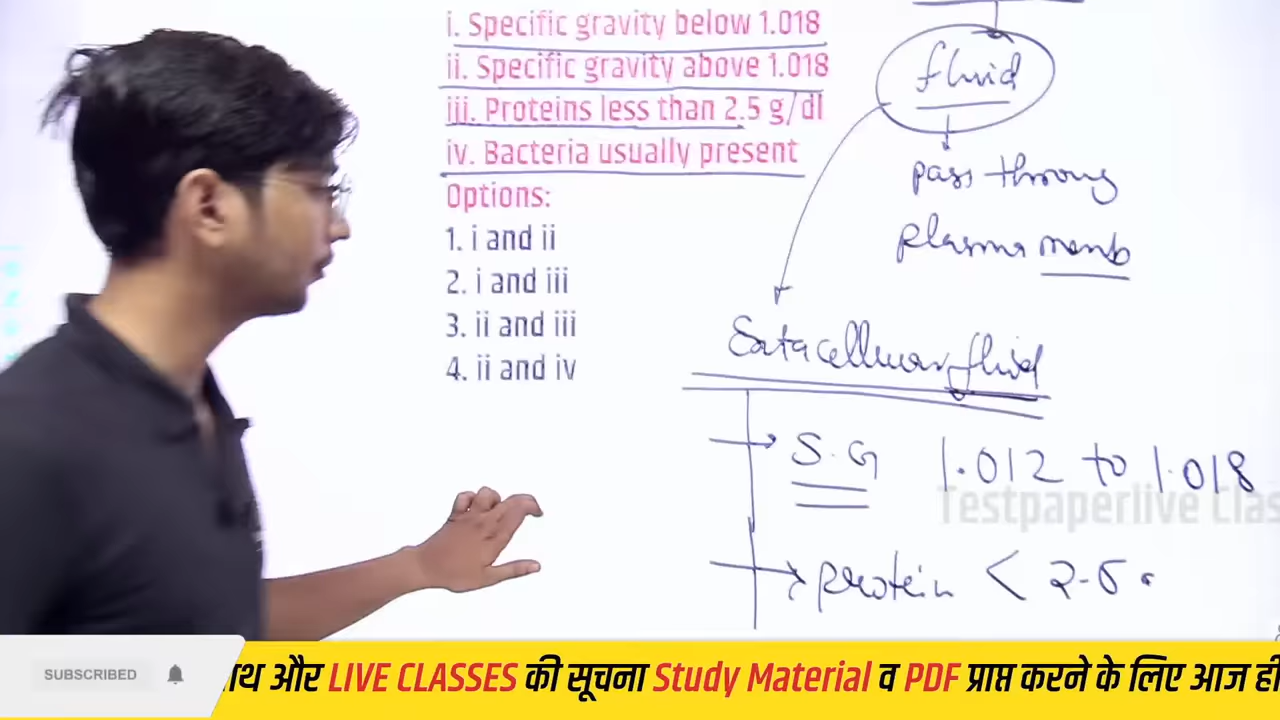 i. Specific gravity below 1.018
ii. Specific gravity above 1.018
iii. Proteins less than 2.5 g/dl
iv. Bacteria usually present
Options:
1. i and ii
2. i and iii
3. ii and iii
4. ii and iv
fluid
pass throug
plasma memb
fluid
S.G 1.012 to 1.018
Testpaperlive Clas
protein < 2.5
SUBSCRIBED
और LIVE CLASSES की सूचना Study Material व PDF प्राप्त करने के लिए आज ही